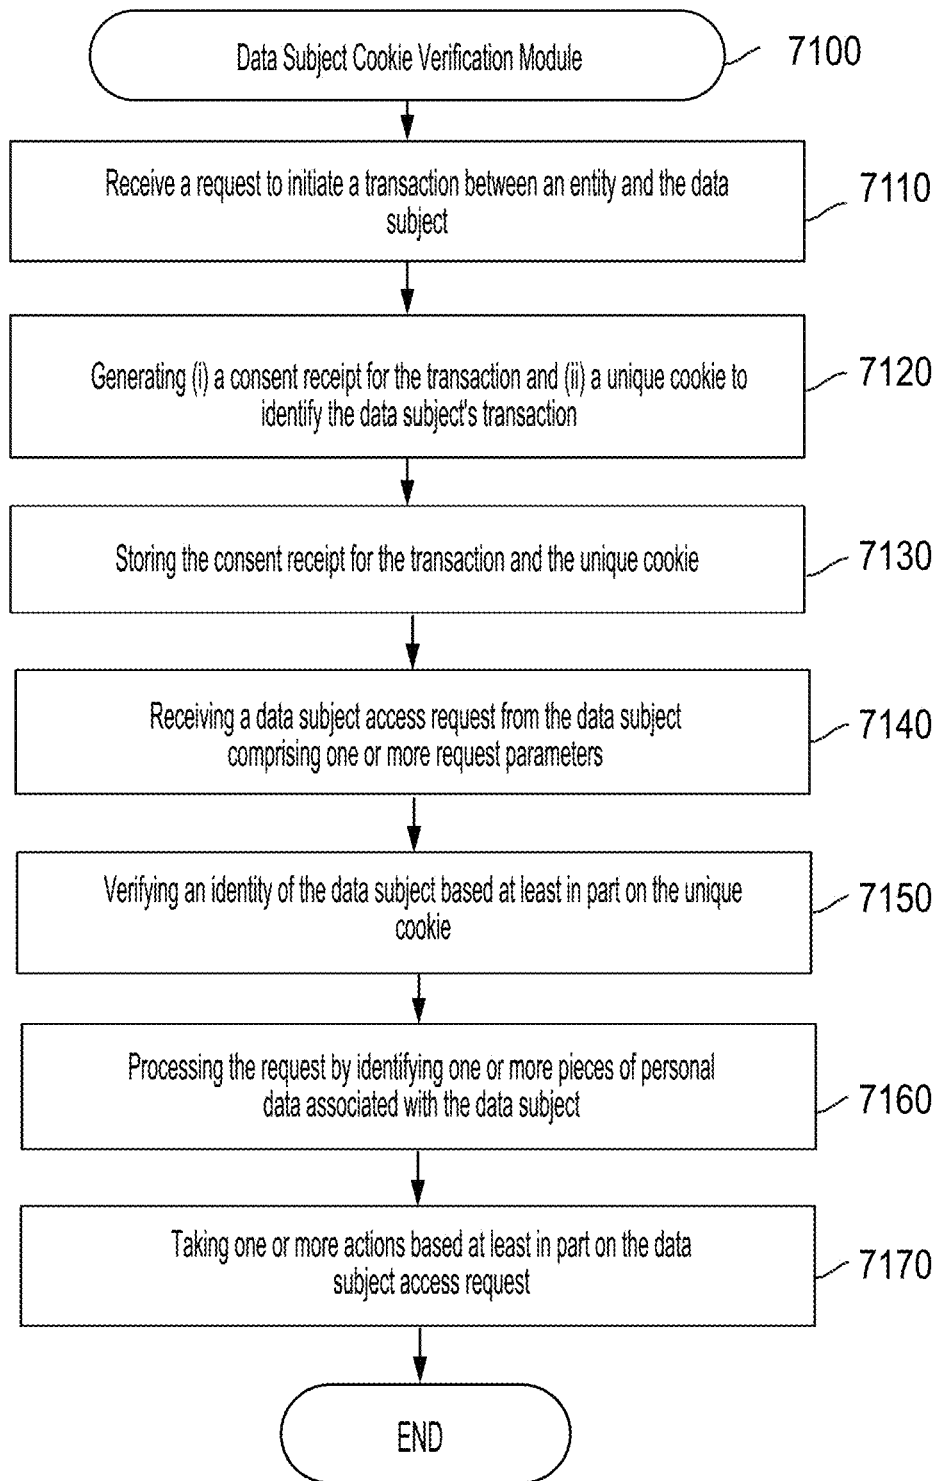 Data Subject Cookie Verification Module
7100
Receive a request to initiate a transaction between an entity and the data
subject
7110
Generating (i) a consent receipt for the transaction and (ii) a unique cookie to
identify the data subject's transaction
7120
Storing the consent receipt for the transaction and the unique cookie
7130
Receiving a data subject access request from the data subject
comprising one or more request parameters
7140
Verifying an identity of the data subject based at least in part on the unique
cookie
7150
Processing the request by identifying one or more pieces of personal
data associated with the data subject
7160
Taking one or more actions based at least in part on the data
subject access request
7170
END